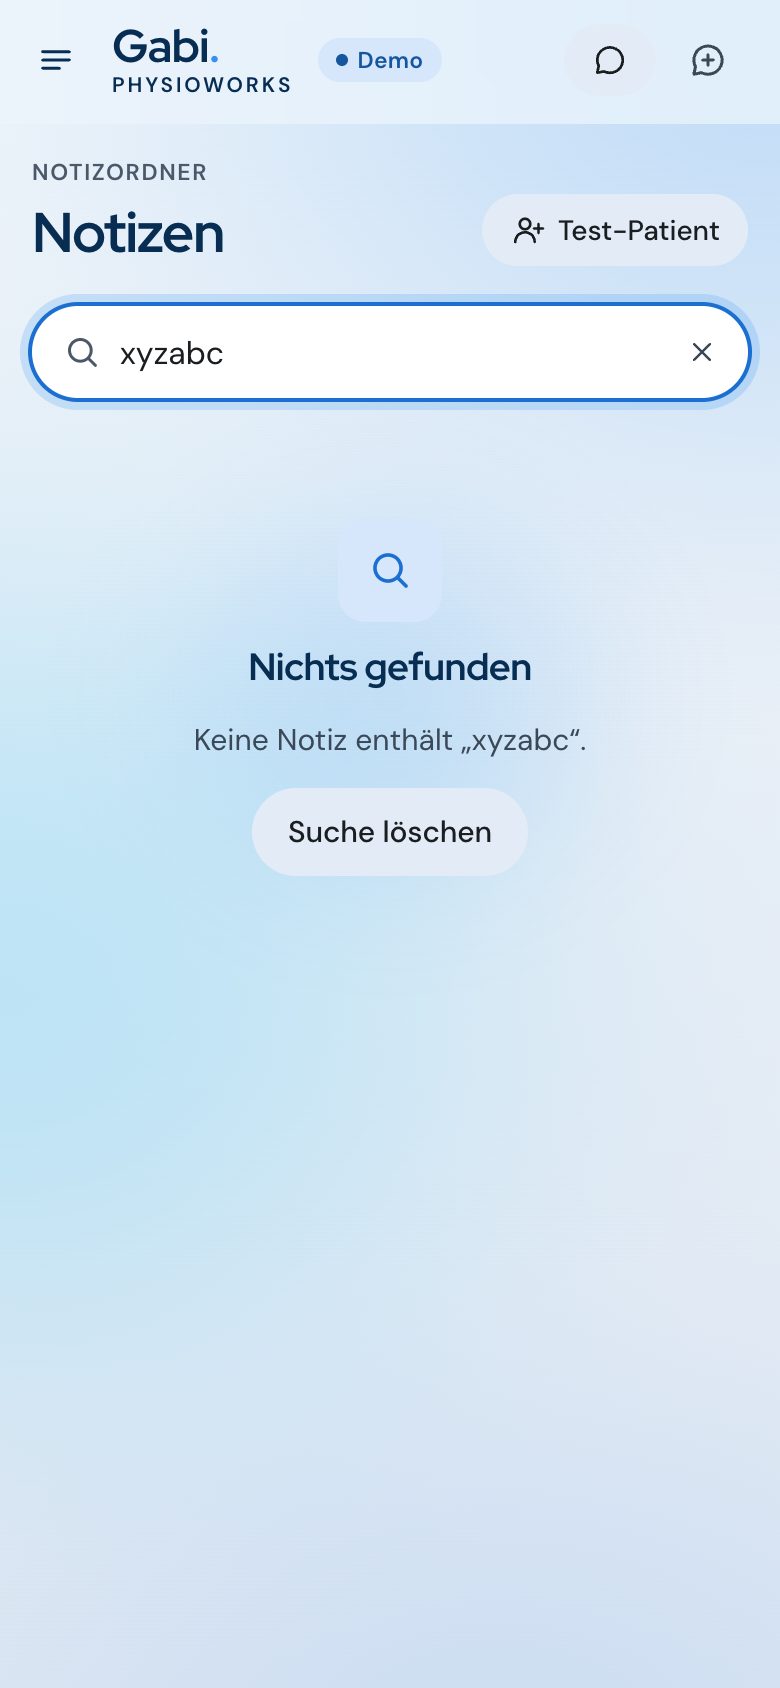 Gabi.
PHYSIOWORKS
Demo
NOTIZORDNER
Notizen
Test-Patient
xyzabc
Nichts gefunden
Keine Notiz enthält „xyzabc“.
Suche löschen